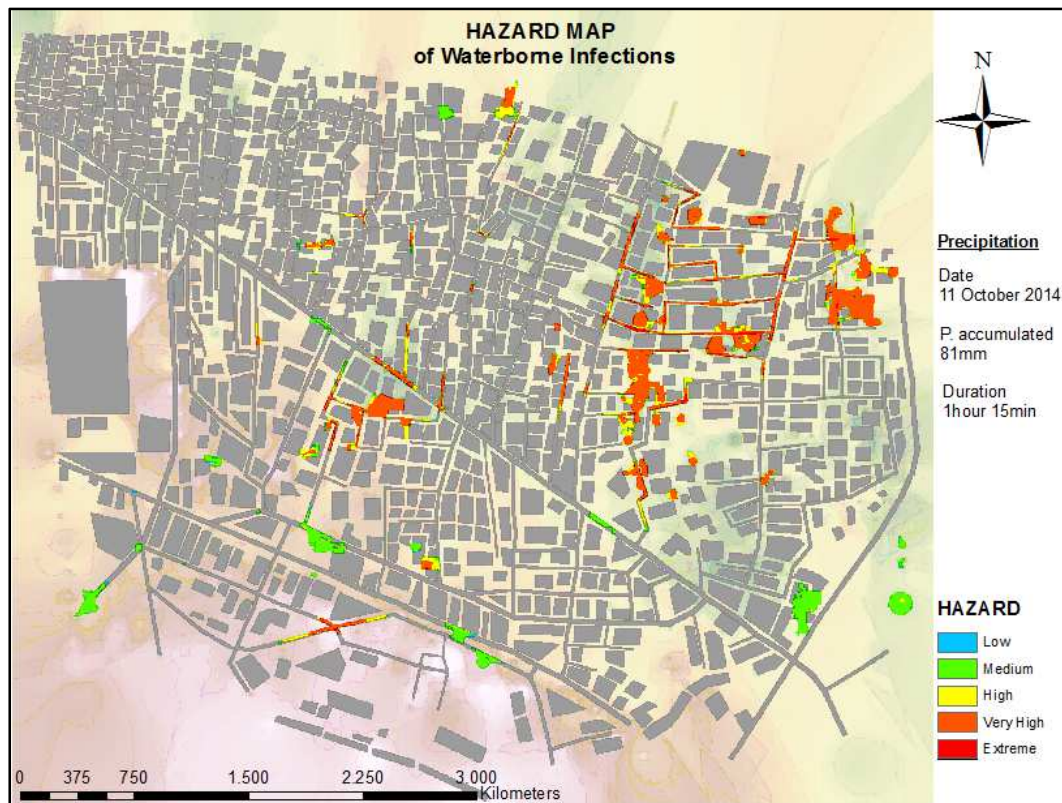 HAZARD MAP
of Waterborne Infections
N
Precipitation
Date
11 October 2014
P. accumulated
81mm
Duration
1hour 15min
HAZARD
Low
Medium
High
Very High
Extreme
0 375 750 1.500 2.250 3.000
Kilometers